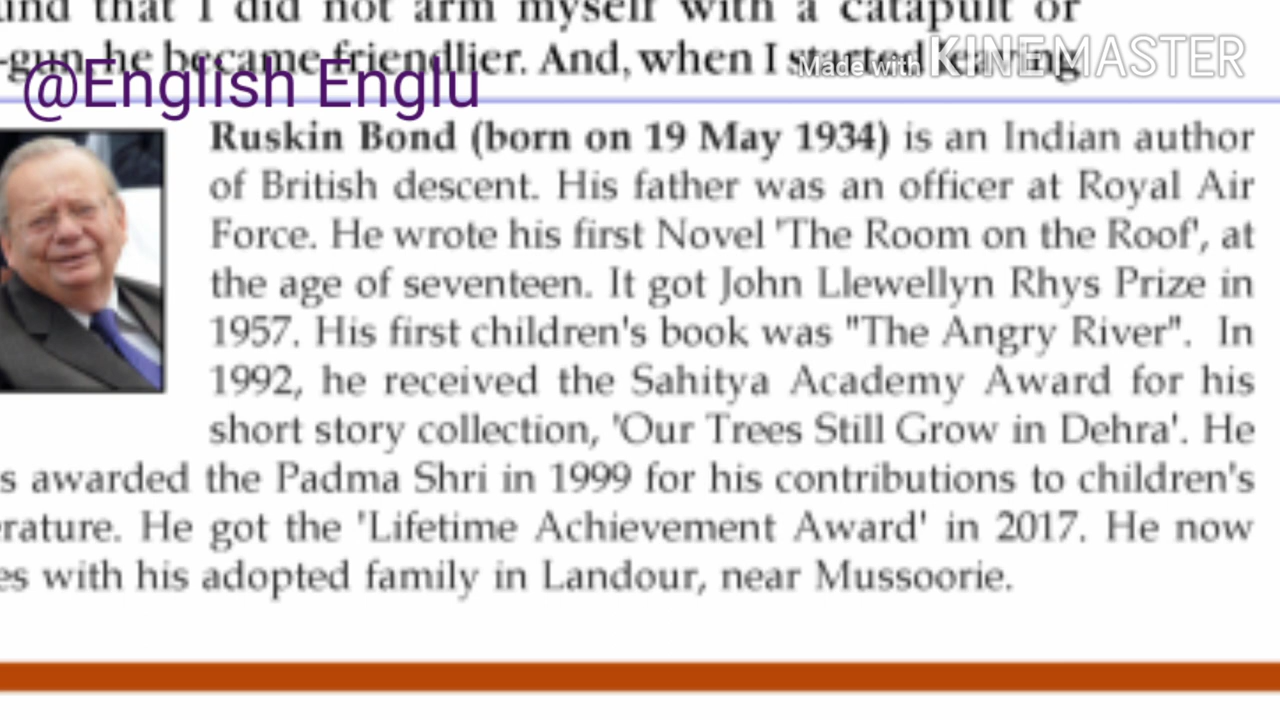 und that I did not arm myself with a catapult or
-gun he became friendlier. And, when I started
Made with KINEMASTER
@English Englu
Ruskin Bond (born on 19 May 1934) is an Indian author
of British descent. His father was an officer at Royal Air
Force. He wrote his first Novel 'The Room on the Roof', at
the age of seventeen. It got John Llewellyn Rhys Prize in
1957. His first children's book was "The Angry River". In
1992, he received the Sahitya Academy Award for his
short story collection, 'Our Trees Still Grow in Dehra'. He
s awarded the Padma Shri in 1999 for his contributions to children's
erature. He got the 'Lifetime Achievement Award' in 2017. He now
es with his adopted family in Landour, near Mussoorie.